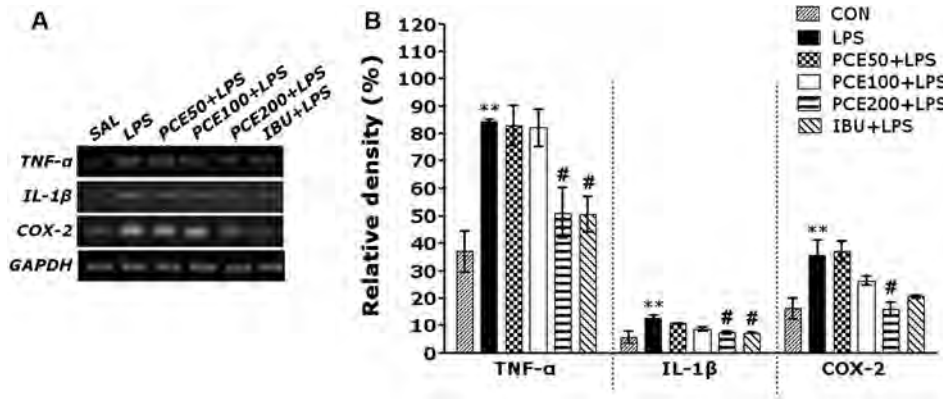 A
SAL
LPS
PCE50+LPS
PCE100+LPS
PCE200+LPS
IBU+LPS
TNF-α
IL-1β
COX-2
GAPDH
B
Relative density (%)
120
110
100
90
80
70
60
50
40
30
20
10
0
**
#
#
**
#
#
**
#
TNF-α
IL-1β
COX-2
CON
LPS
PCE50+LPS
PCE100+LPS
PCE200+LPS
IBU+LPS